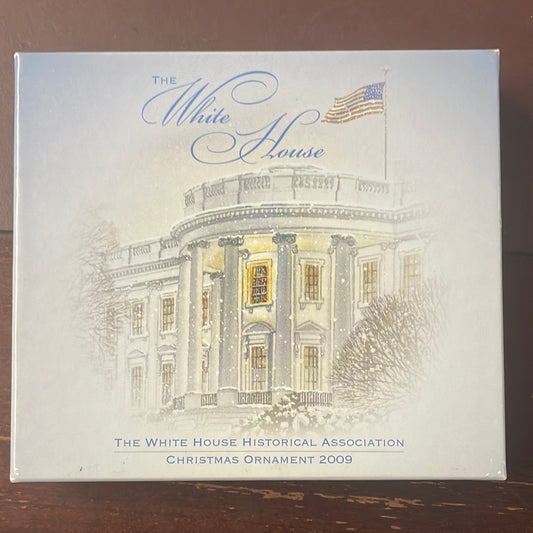 THE
White
House
THE WHITE HOUSE HISTORICAL ASSOCIATION
CHRISTMAS ORNAMENT 2009